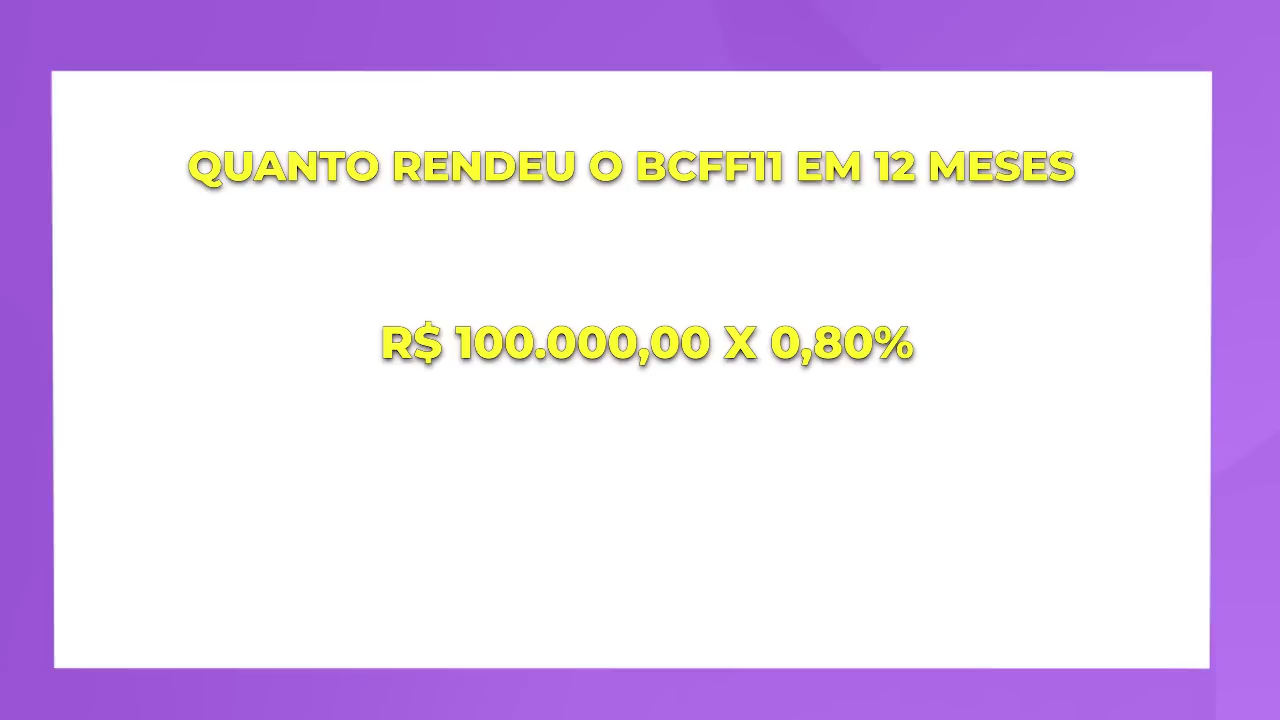 QUANTO RENDEU O BCFF11 EM 12 MESES
R$ 100.000,00 X 0,80%